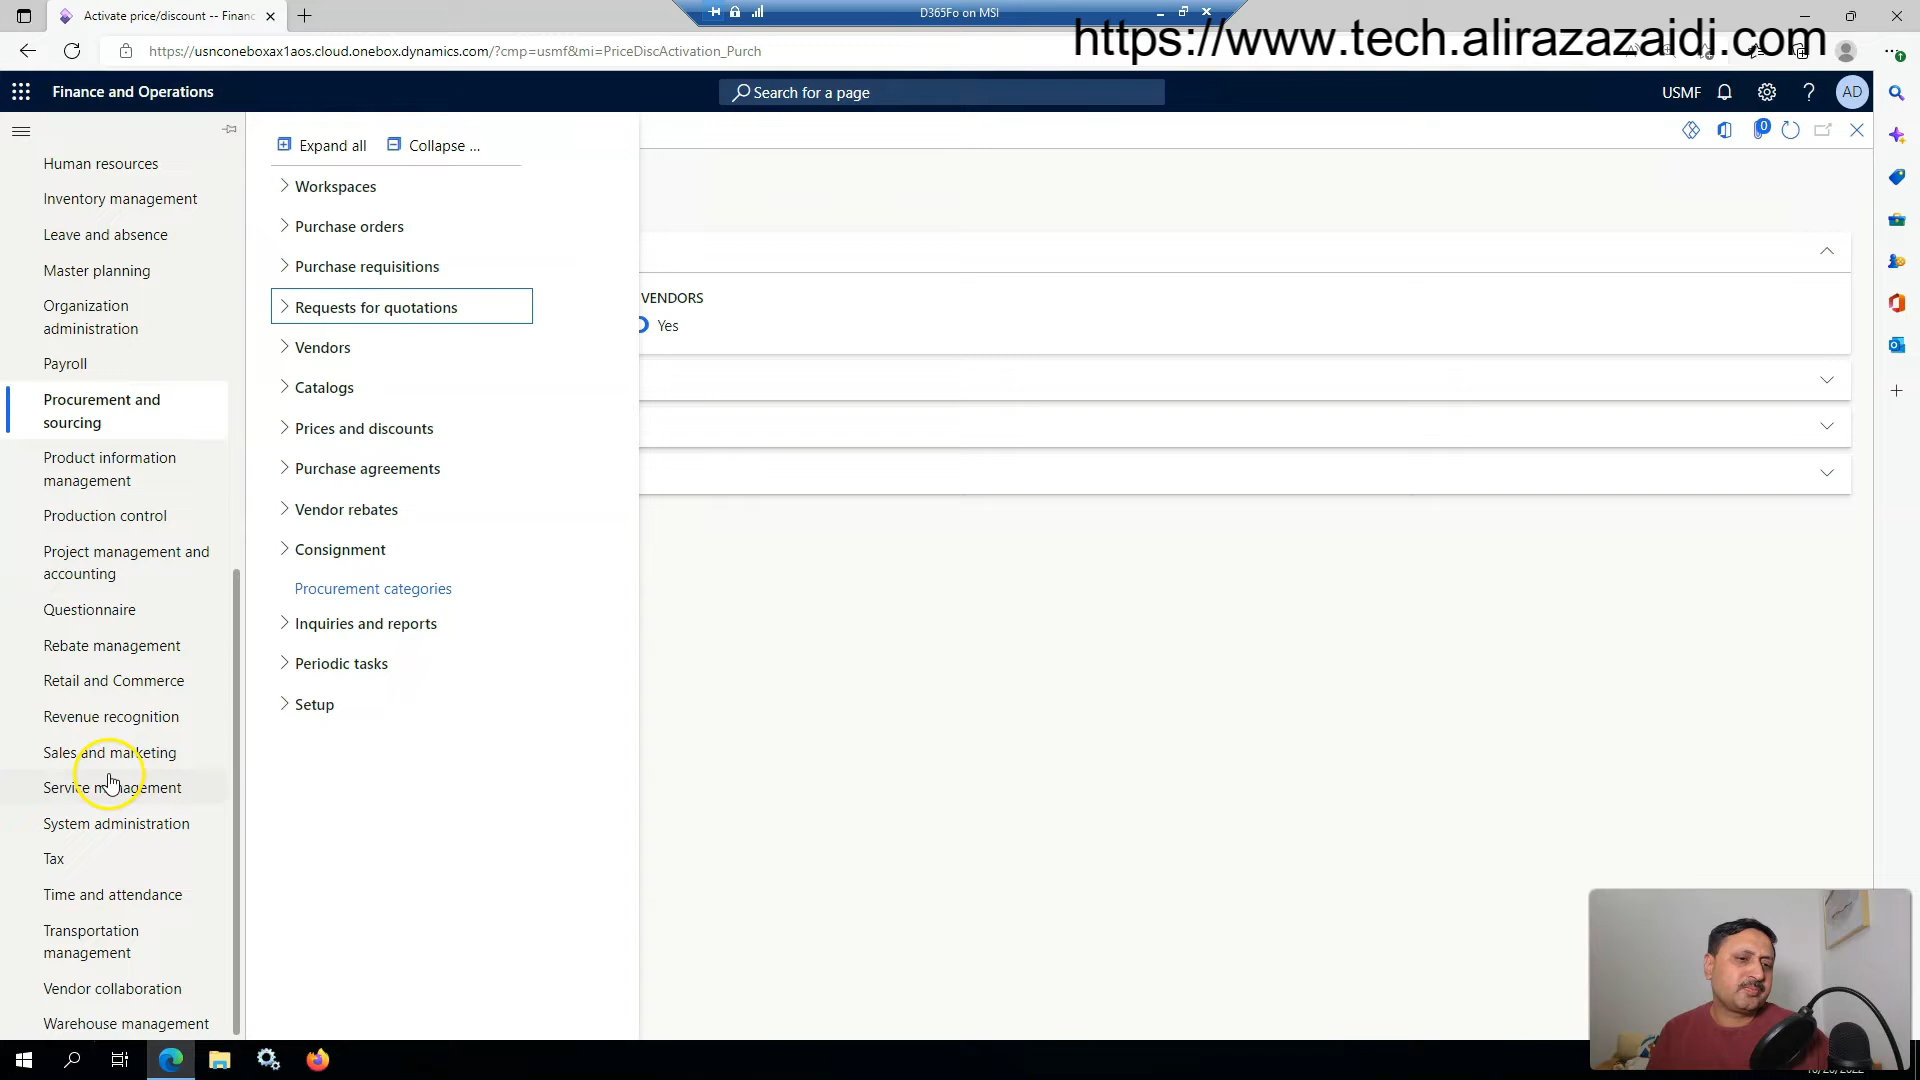 Activate price/discount -- Financ
D365Fo on MSI
https://www.tech.alirazazaidi.com
https://usnconeboxax1aos.cloud.onebox.dynamics.com/?cmp=usmf&mi=PriceDiscActivation_Purch
Finance and Operations
Search for a page
USMF
AD
Expand all
Collapse ...
0
Human resources
Inventory management
Leave and absence
Master planning
Organization
administration
Payroll
Procurement and
sourcing
Product information
management
Production control
Project management and
accounting
Questionnaire
Rebate management
Retail and Commerce
Revenue recognition
Sales and marketing
Service management
System administration
Tax
Time and attendance
Transportation
management
Vendor collaboration
Warehouse management
Workspaces
Purchase orders
Purchase requisitions
Requests for quotations
Vendors
Catalogs
Prices and discounts
Purchase agreements
Vendor rebates
Consignment
Procurement categories
Inquiries and reports
Periodic tasks
Setup
VENDORS
Yes